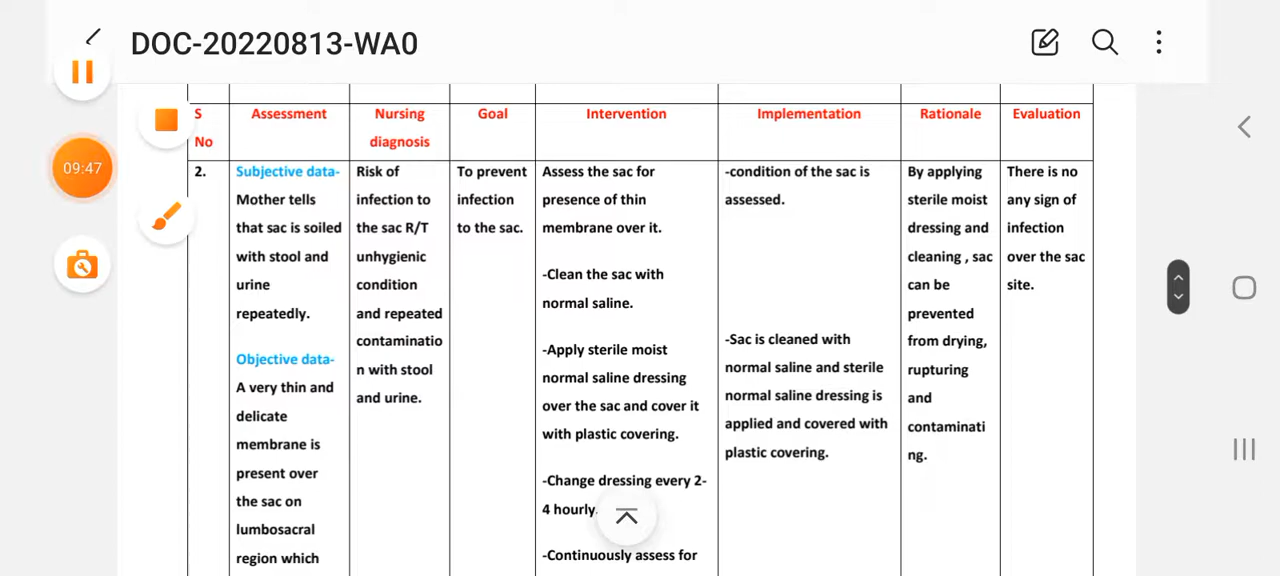 DOC-20220813-WA0
09:47
S
No
Assessment
Nursing
diagnosis
Goal
Intervention
Implementation
Rationale
Evaluation
2.
Subjective data-
Mother tells
that sac is soiled
with stool and
urine
repeatedly.
Objective data-
A very thin and
delicate
membrane is
present over
the sac on
lumbosacral
region which
Risk of
infection to
the sac R/T
unhygienic
condition
and repeated
contaminatio
n with stool
and urine.
To prevent
infection
to the sac.
Assess the sac for
presence of thin
membrane over it.
-Clean the sac with
normal saline.
-Apply sterile moist
normal saline dressing
over the sac and cover it
with plastic covering.
-Change dressing every 2-
4 hourly.
-Continuously assess for
-condition of the sac is
assessed.
-Sac is cleaned with
normal saline and sterile
normal saline dressing is
applied and covered with
plastic covering.
By applying
sterile moist
dressing and
cleaning , sac
can be
prevented
from drying,
rupturing
and
contaminati
ng.
There is no
any sign of
infection
over the sac
site.